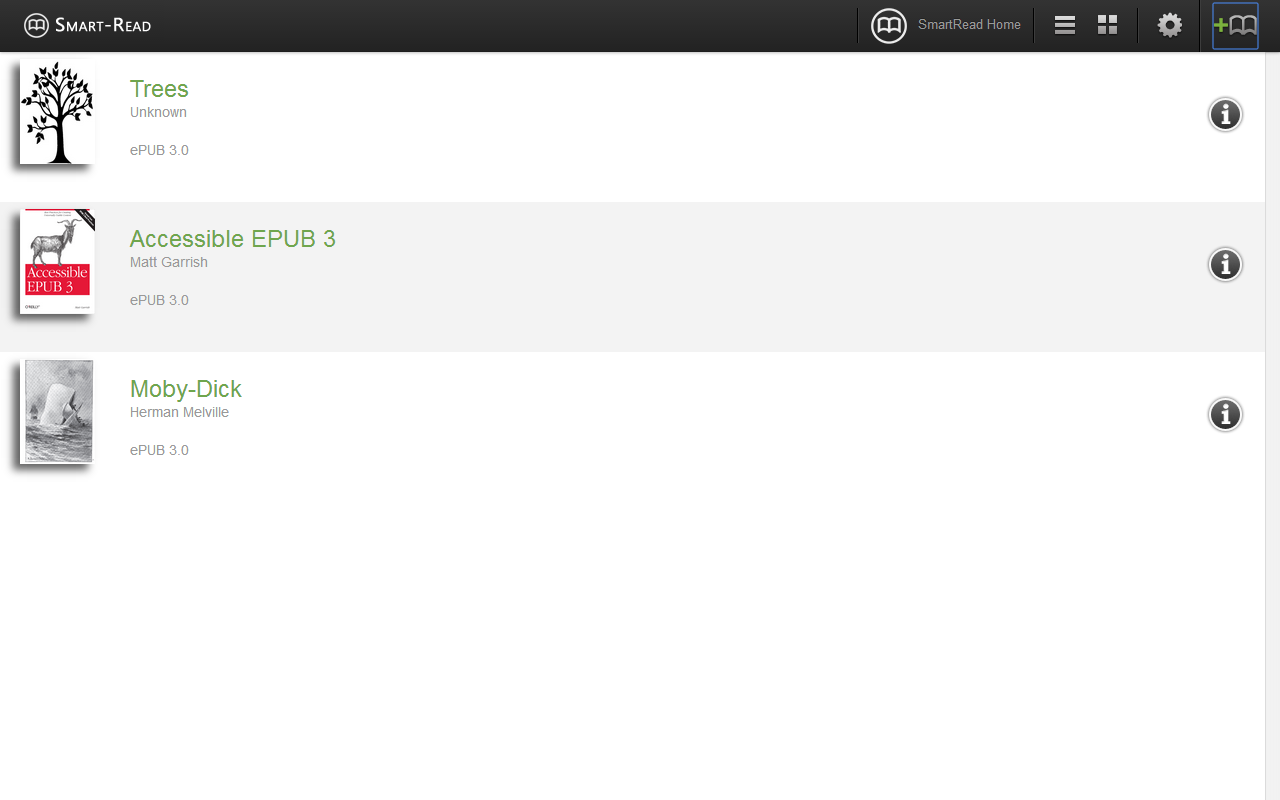 Smart-Read
SmartRead Home
Trees
Unknown
ePUB 3.0
Accessible EPUB 3
Matt Garrish
ePUB 3.0
Accessible
EPUB 3
O'REILLY
Moby-Dick
Herman Melville
ePUB 3.0